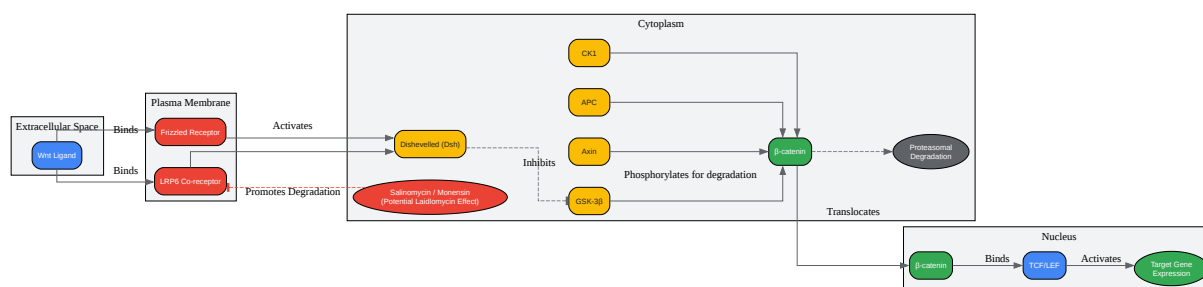 Cytoplasm
CK1
Plasma Membrane
APC
Extracellular Space
Binds
Frizzled Receptor
Activates
Dishevelled (Dsh)
Axin
β-catenin
Proteasomal
Degradation
Wnt Ligand
Inhibits
Binds
LRP6 Co-receptor
Phosphorylates for degradation
Promotes Degradation
Salinomycin / Monensin
(Potential Laidlomycin Effect)
GSK-3β
Translocates
Nucleus
β-catenin
Binds
TCF/LEF
Activates
Target Gene
Expression